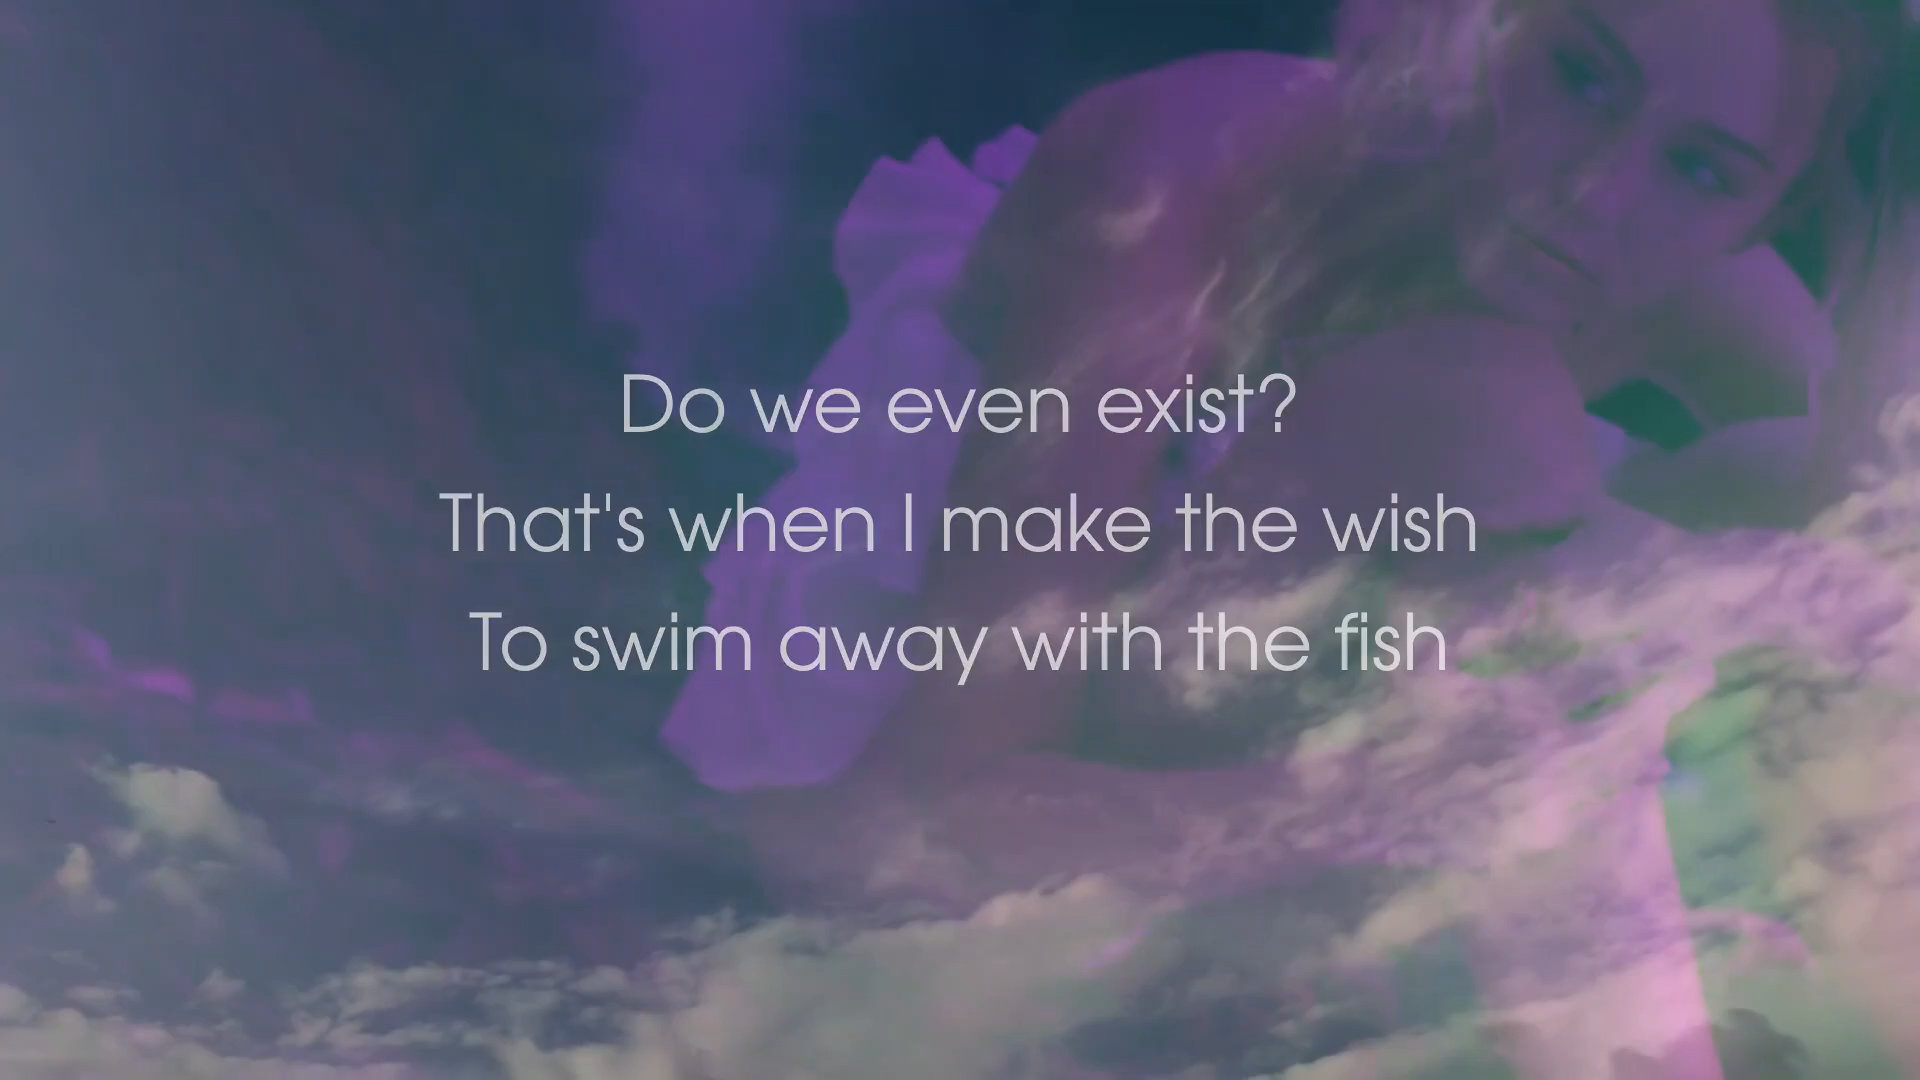 Do we even exist?
That's when I make the wish
To swim away with the fish